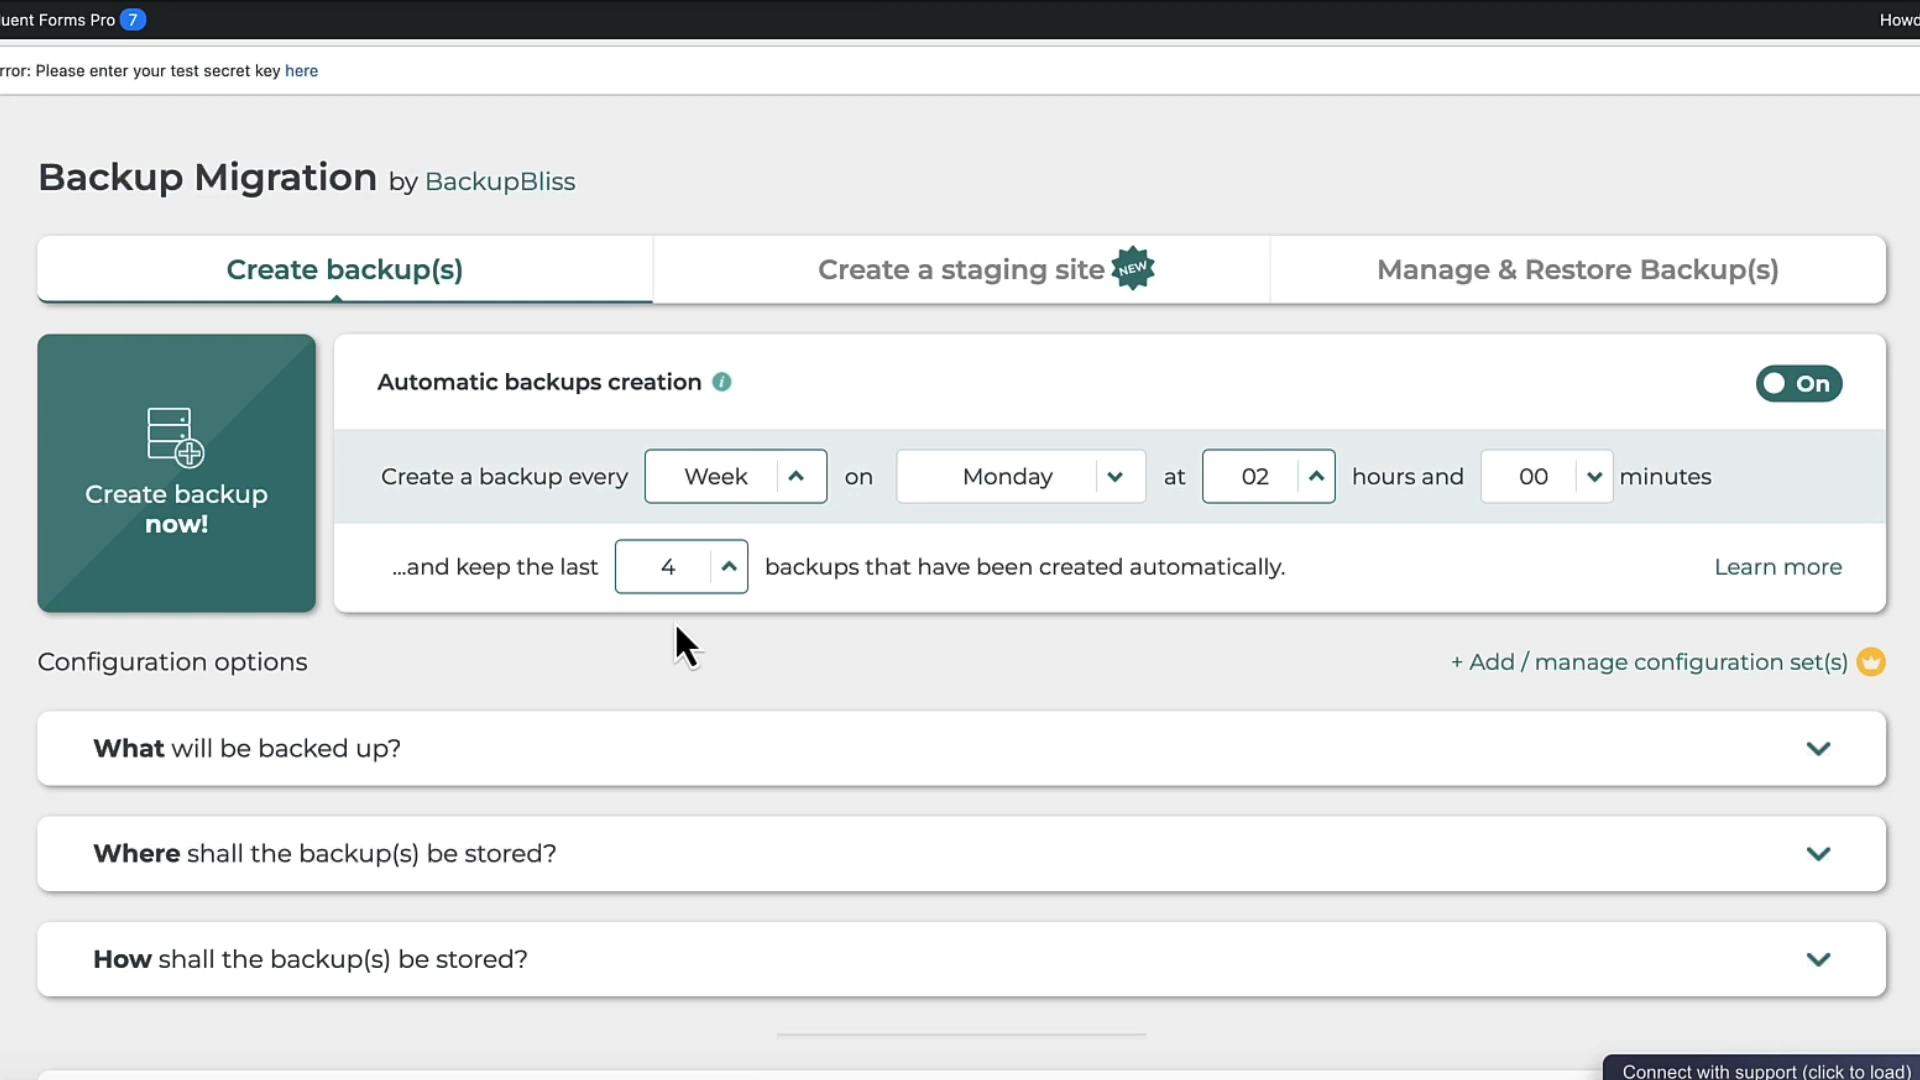 uent Forms Pro 7
Howd
rror: Please enter your test secret key here
Backup Migration by BackupBliss
Create backup(s)
Create a staging site NEW
Manage & Restore Backup(s)
Create backup
now!
Automatic backups creation i
On
Create a backup every Week on Monday at 02 hours and 00 minutes
...and keep the last 4 backups that have been created automatically.
Learn more
Configuration options
+ Add / manage configuration set(s)
What will be backed up?
Where shall the backup(s) be stored?
How shall the backup(s) be stored?
Connect with support (click to load)